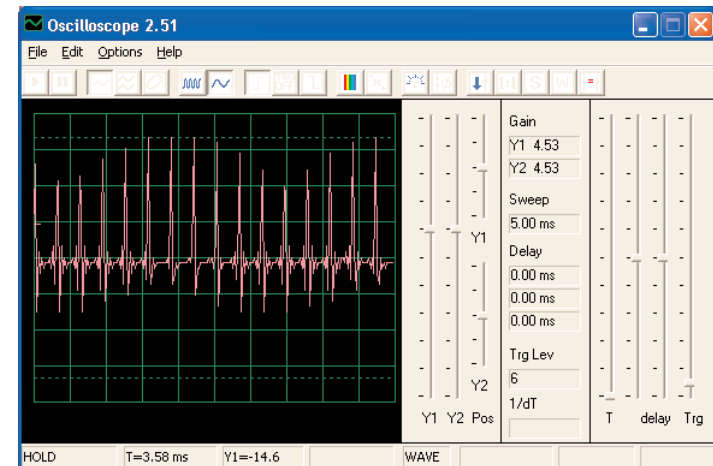 Oscilloscope 2.51
File Edit Options Help
1:1 S W
Gain
Y1 4.53
Y2 4.53
Sweep
5.00 ms
Y1
Delay
0.00 ms
0.00 ms
0.00 ms
Trg Lev
6
Y2
1/dT
Y1 Y2 Pos
T delay Trg
HOLD T=3.58 ms Y1=-14.6 WAVE